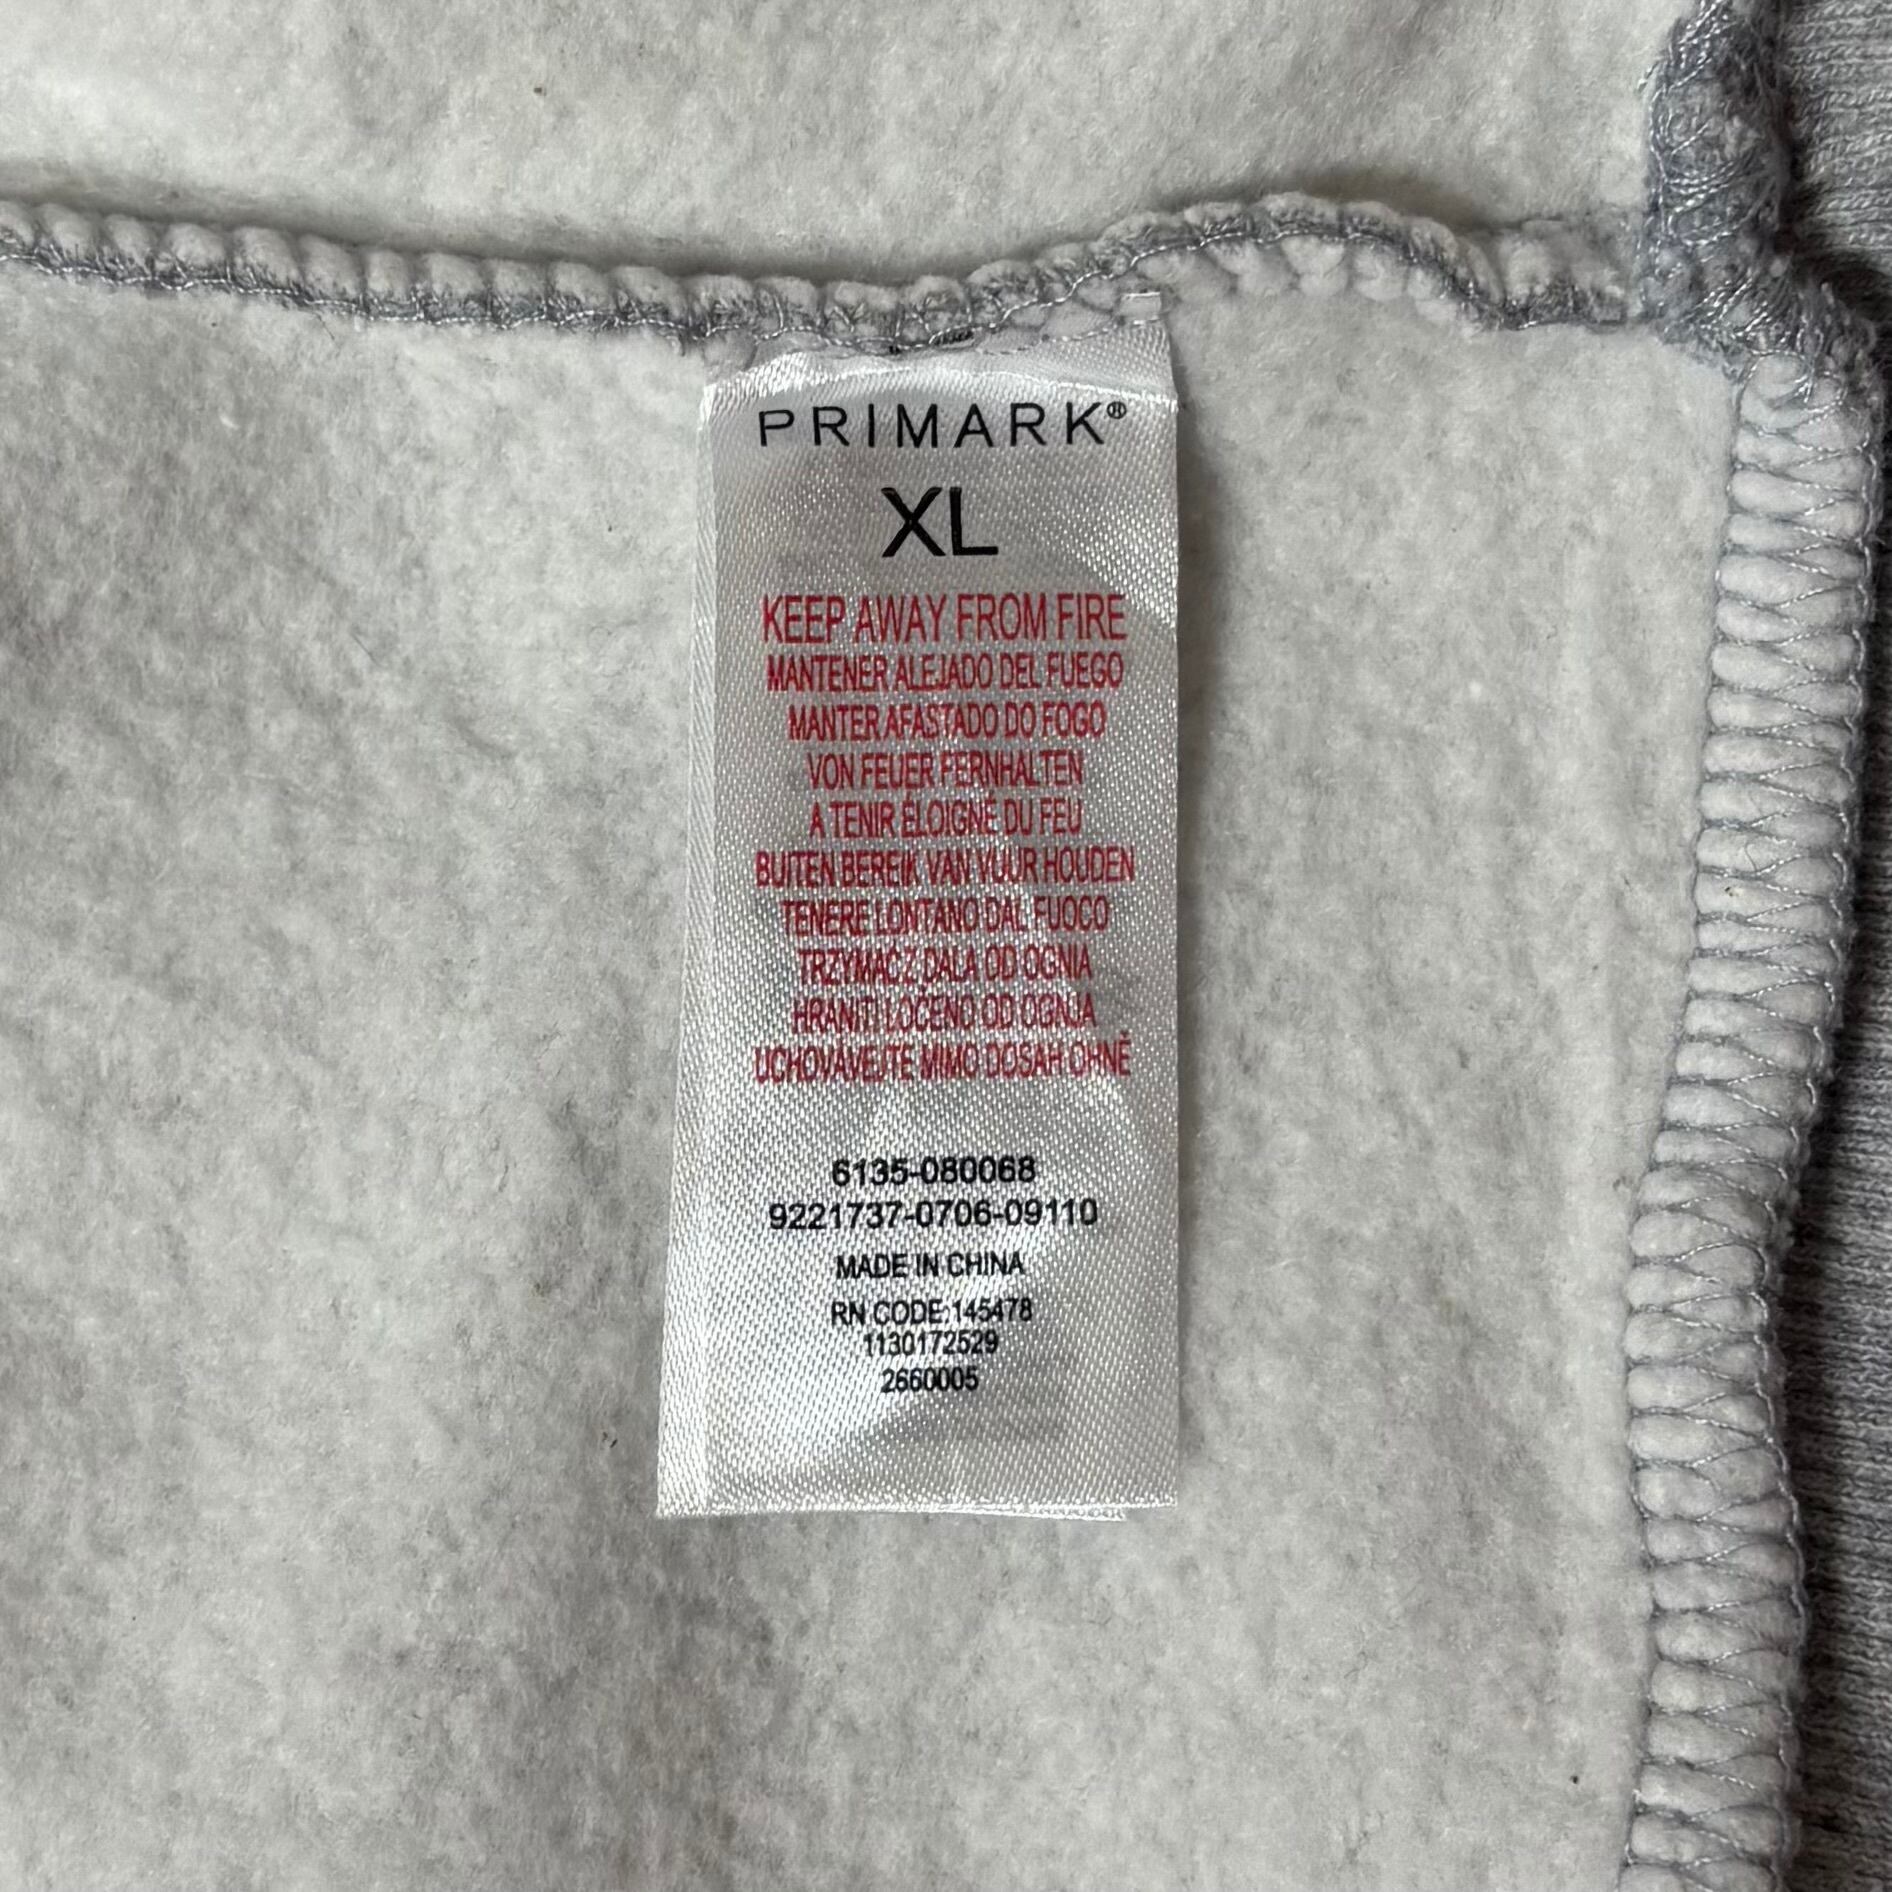 PRIMARK®
XL
KEEP AWAY FROM FIRE
MANTENER ALEJADO DEL FUEGO
MANTER AFASTADO DO FOGO
VON FEUER FERNHALTEN
A TENIR ÉLOIGNÉ DU FEU
BUITEN BEREIK VAN VUUR HOUDEN
TENERE LONTANO DAL FUOCO
TRZYMAĆ Z DALA OD OGNIA
HRANITI LOČENO OD OGNJA
UCHOVÁVEJTE MIMO DOSAH OHNĚ
6135-080068
9221737-0706-09110
MADE IN CHINA
RN CODE:145478
1130172529
2660005